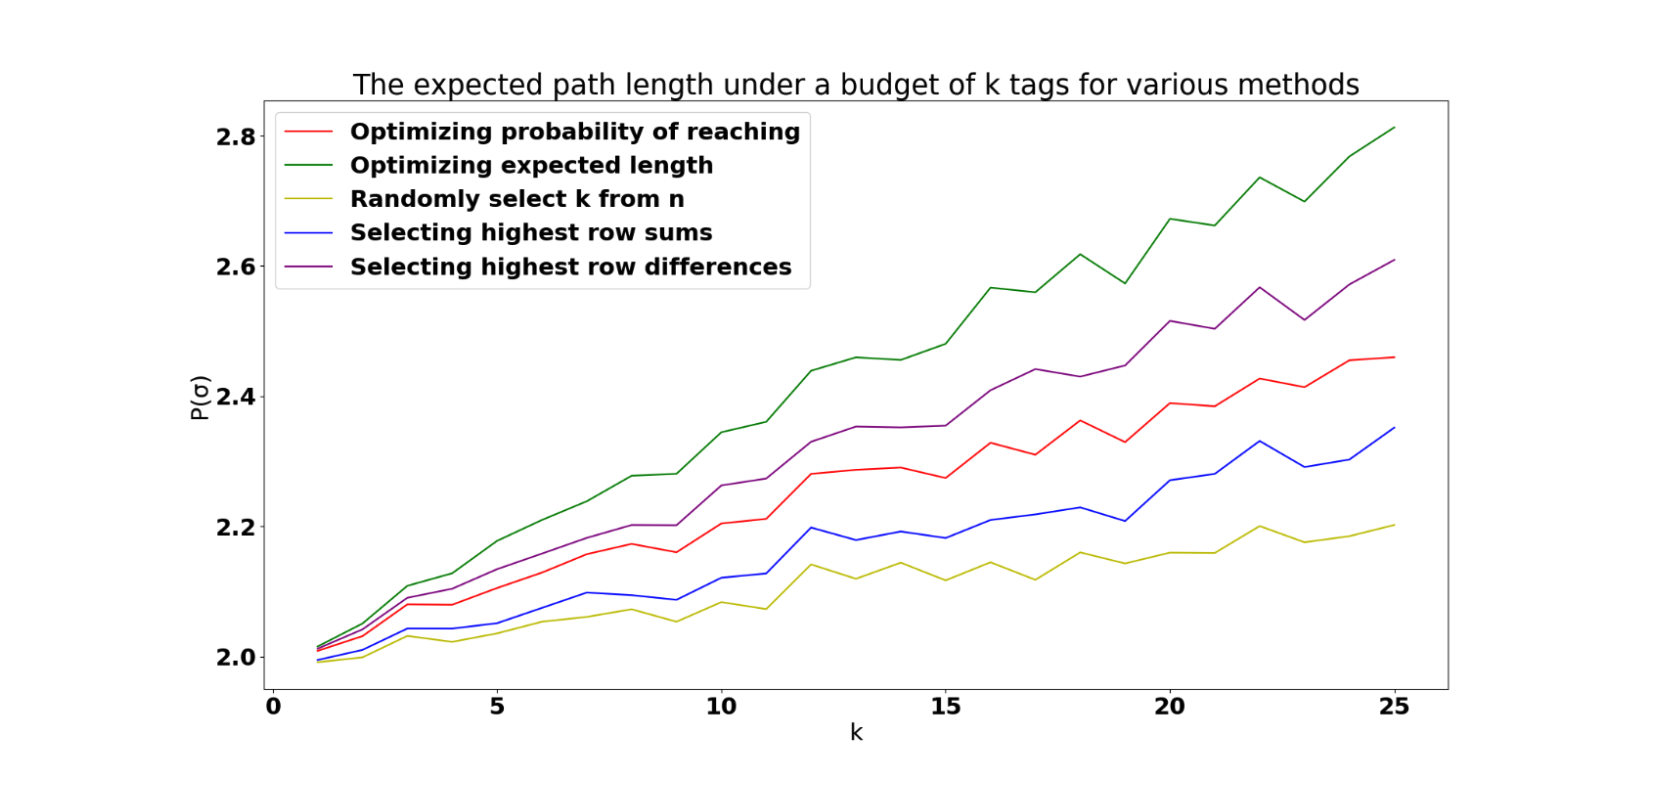 The expected path length under a budget of k tags for various methods
Optimizing probability of reaching
Optimizing expected length
Randomly select k from n
Selecting highest row sums
Selecting highest row differences
2.8
2.6
2.4
2.2
2.0
P(σ)
0 5 10 15 20 25
k